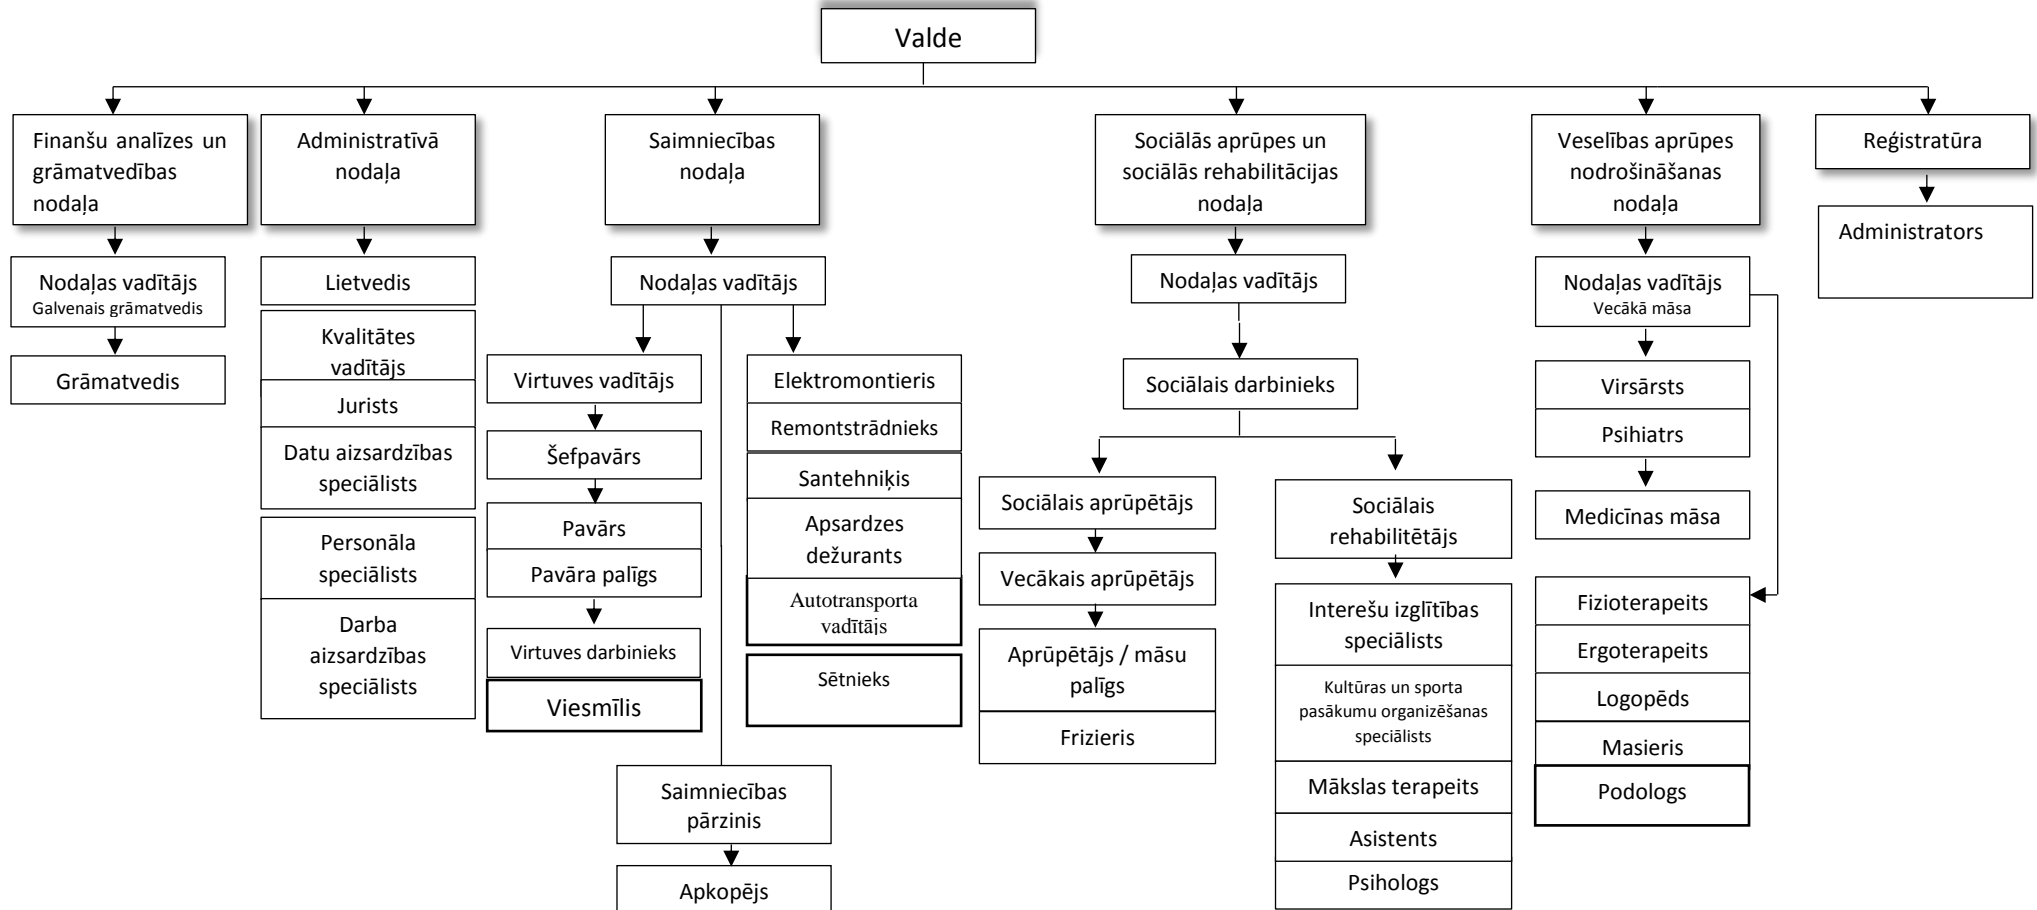 Valde
Finanšu analīzes un
grāmatvedības
nodaļa
Nodaļas vadītājs
Galvenais grāmatvedis
Grāmatvedis
Administratīvā
nodaļa
Lietvedis
Kvalitātes
vadītājs
Jurists
Datu aizsardzības
speciālists
Personāla
speciālists
Darba
aizsardzības
speciālists
Saimniecības
nodaļa
Nodaļas vadītājs
Virtuves vadītājs
Šefpavārs
Pavārs
Pavāra palīgs
Virtuves darbinieks
Viesmīlis
Elektromontieris
Remontstrādnieks
Santehniķis
Apsardzes
dežurants
Autotransporta
vadītājs
Sētnieks
Saimniecības
pārzinis
Apkopējs
Sociālās aprūpes un
sociālās rehabilitācijas
nodaļa
Nodaļas vadītājs
Sociālais darbinieks
Sociālais aprūpētājs
Vecākais aprūpētājs
Aprūpētājs / māsu
palīgs
Frizieris
Sociālais
rehabilitētājs
Interešu izglītības
speciālists
Kultūras un sporta
pasākumu organizēšanas
speciālists
Mākslas terapeits
Asistents
Psihologs
Veselības aprūpes
nodrošināšanas
nodaļa
Nodaļas vadītājs
Vecākā māsa
Virsārsts
Psihiatrs
Medicīnas māsa
Fizioterapeits
Ergoterapeits
Logopēds
Masieris
Podologs
Reģistratūra
Administrators